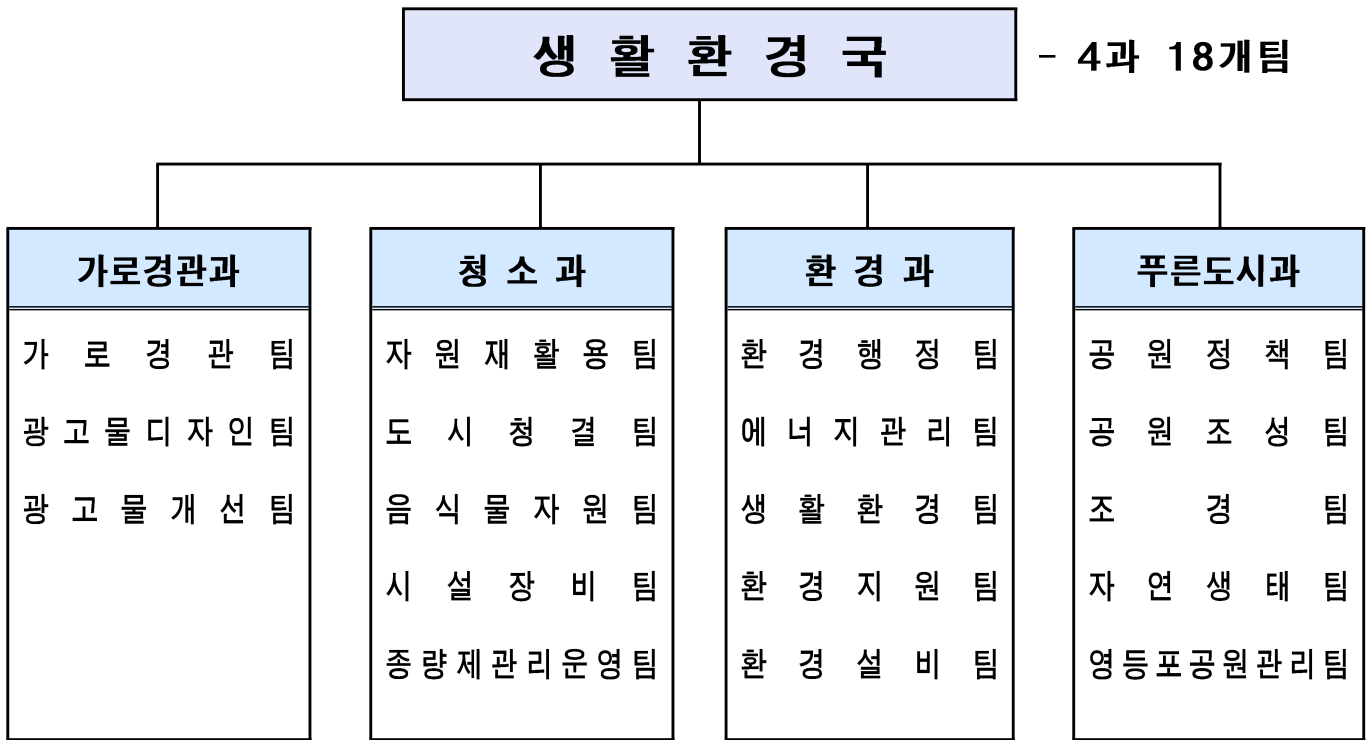 생 활 환 경 국
- 4과 18개팀
가로경관과
가 로 경 관 팀
광고물디자인팀
광 고 물 개 선 팀
청 소 과
자 원 재 활 용 팀
도 시 청 결 팀
음 식 물 자 원 팀
시 설 장 비 팀
종량제관리운영팀
환 경 과
환 경 행 정 팀
에 너 지 관 리 팀
생 활 환 경 팀
환 경 지 원 팀
환 경 설 비 팀
푸른도시과
공 원 정 책 팀
공 원 조 성 팀
조 경 팀
자 연 생 태 팀
영등포공원관리팀